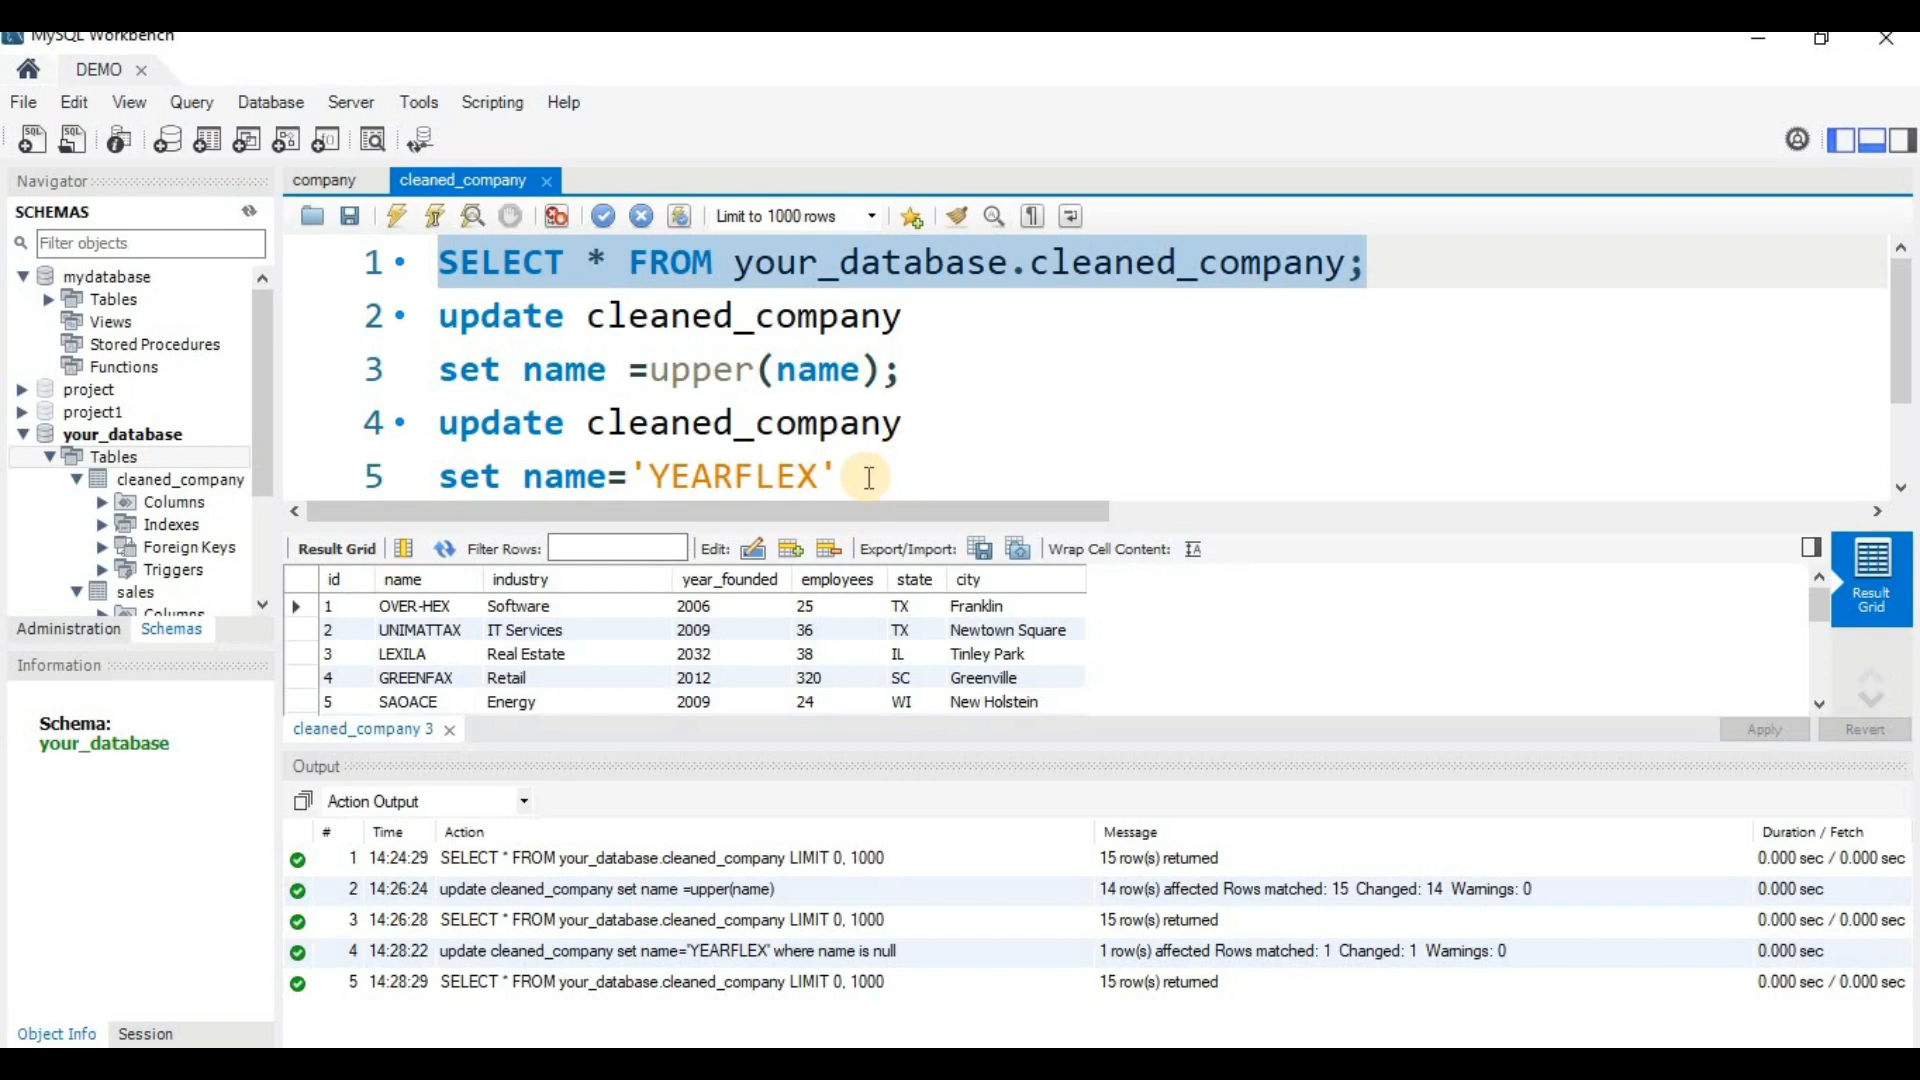 MySQL Workbench
DEMO
File Edit View Query Database Server Tools Scripting Help
Navigator
SCHEMAS
Filter objects
mydatabase
Tables
Views
Stored Procedures
Functions
project
project1
your_database
Tables
cleaned_company
Columns
Indexes
Foreign Keys
Triggers
sales
Columns
Administration Schemas
Information
Schema:
your_database
Object Info Session
company cleaned_company
Limit to 1000 rows
1 SELECT * FROM your_database.cleaned_company;
2 update cleaned_company
3 set name =upper(name);
4 update cleaned_company
5 set name='YEARFLEX'
Result Grid Filter Rows: Edit: Export/Import: Wrap Cell Content:
id name industry year_founded employees state city
1 OVER-HEX Software 2006 25 TX Franklin
2 UNIMATTAX IT Services 2009 36 TX Newtown Square
3 LEXILA Real Estate 2032 38 IL Tinley Park
4 GREENFAX Retail 2012 320 SC Greenville
5 SAOACE Energy 2009 24 WI New Holstein
Result
Grid
cleaned_company 3 Apply Revert
Output
Action Output
# Time Action Message Duration / Fetch
1 14:24:29 SELECT * FROM your_database.cleaned_company LIMIT 0, 1000 15 row(s) returned 0.000 sec / 0.000 sec
2 14:26:24 update cleaned_company set name =upper(name) 14 row(s) affected Rows matched: 15 Changed: 14 Warnings: 0 0.000 sec
3 14:26:28 SELECT * FROM your_database.cleaned_company LIMIT 0, 1000 15 row(s) returned 0.000 sec / 0.000 sec
4 14:28:22 update cleaned_company set name='YEARFLEX' where name is null 1 row(s) affected Rows matched: 1 Changed: 1 Warnings: 0 0.000 sec
5 14:28:29 SELECT * FROM your_database.cleaned_company LIMIT 0, 1000 15 row(s) returned 0.000 sec / 0.000 sec